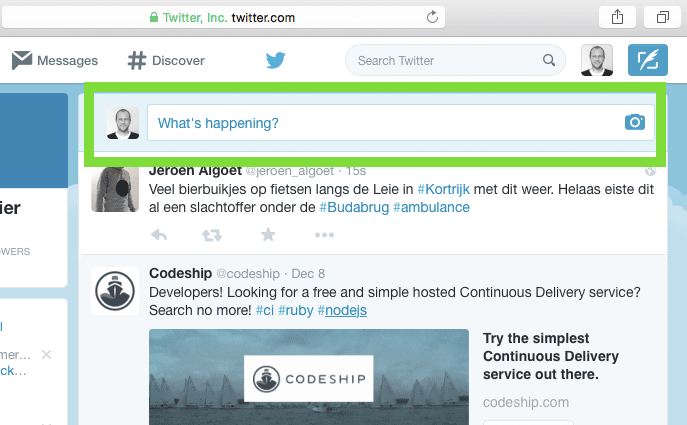 Twitter, Inc. twitter.com
Messages
Discover
Search Twitter
What's happening?
Jeroen Algoet @jeroen_algoet · 15s
Veel bierbuikjes op fietsen langs de Leie in #Kortrijk met dit weer. Helaas eiste dit
al een slachtoffer onder de #Budabrug #ambulance
ier
OWERS
Codeship @codeship · Dec 8
Developers! Looking for a free and simple hosted Continuous Delivery service?
Search no more! #ci #ruby #nodejs
l
mer...
ck...
CODESHIP
Try the simplest
Continuous Delivery
service out there.
codeship.com